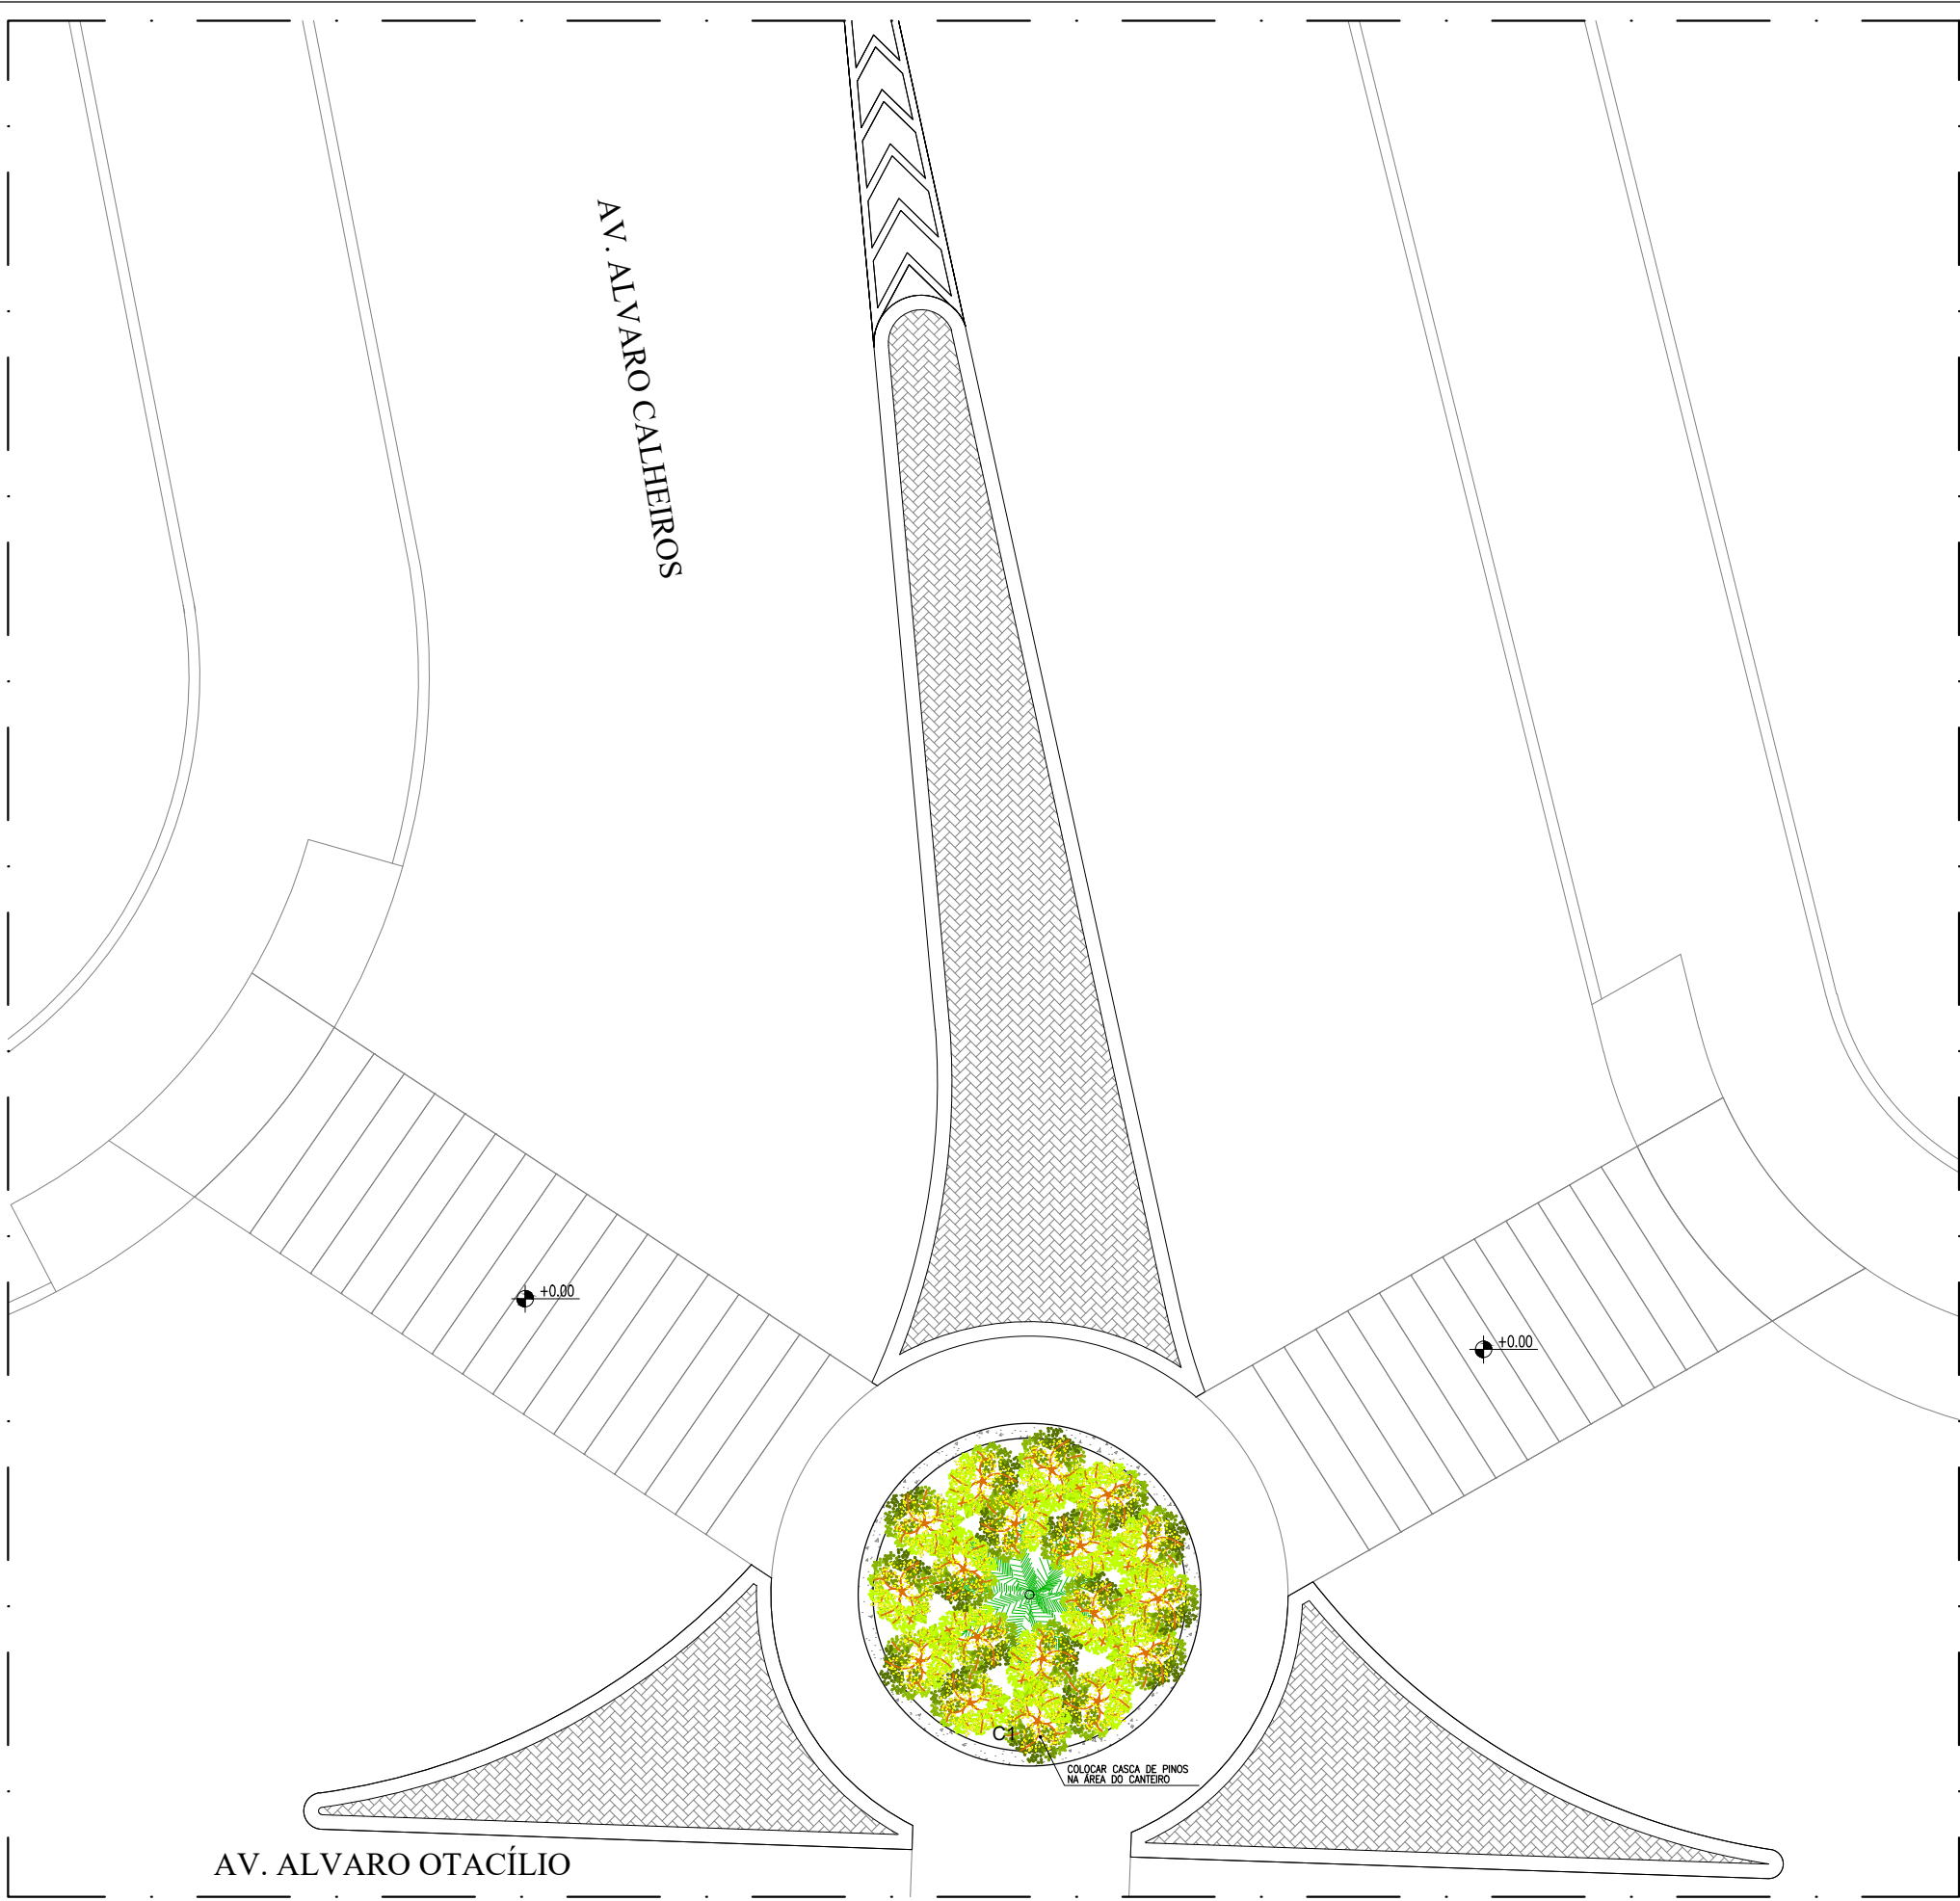 AV. ALVARO CALHEIROS
+0.00
+0.00
C1
COLOCAR CASCA DE PINOS
NA ÁREA DO CANTEIRO
AV. ALVARO OTACÍLIO